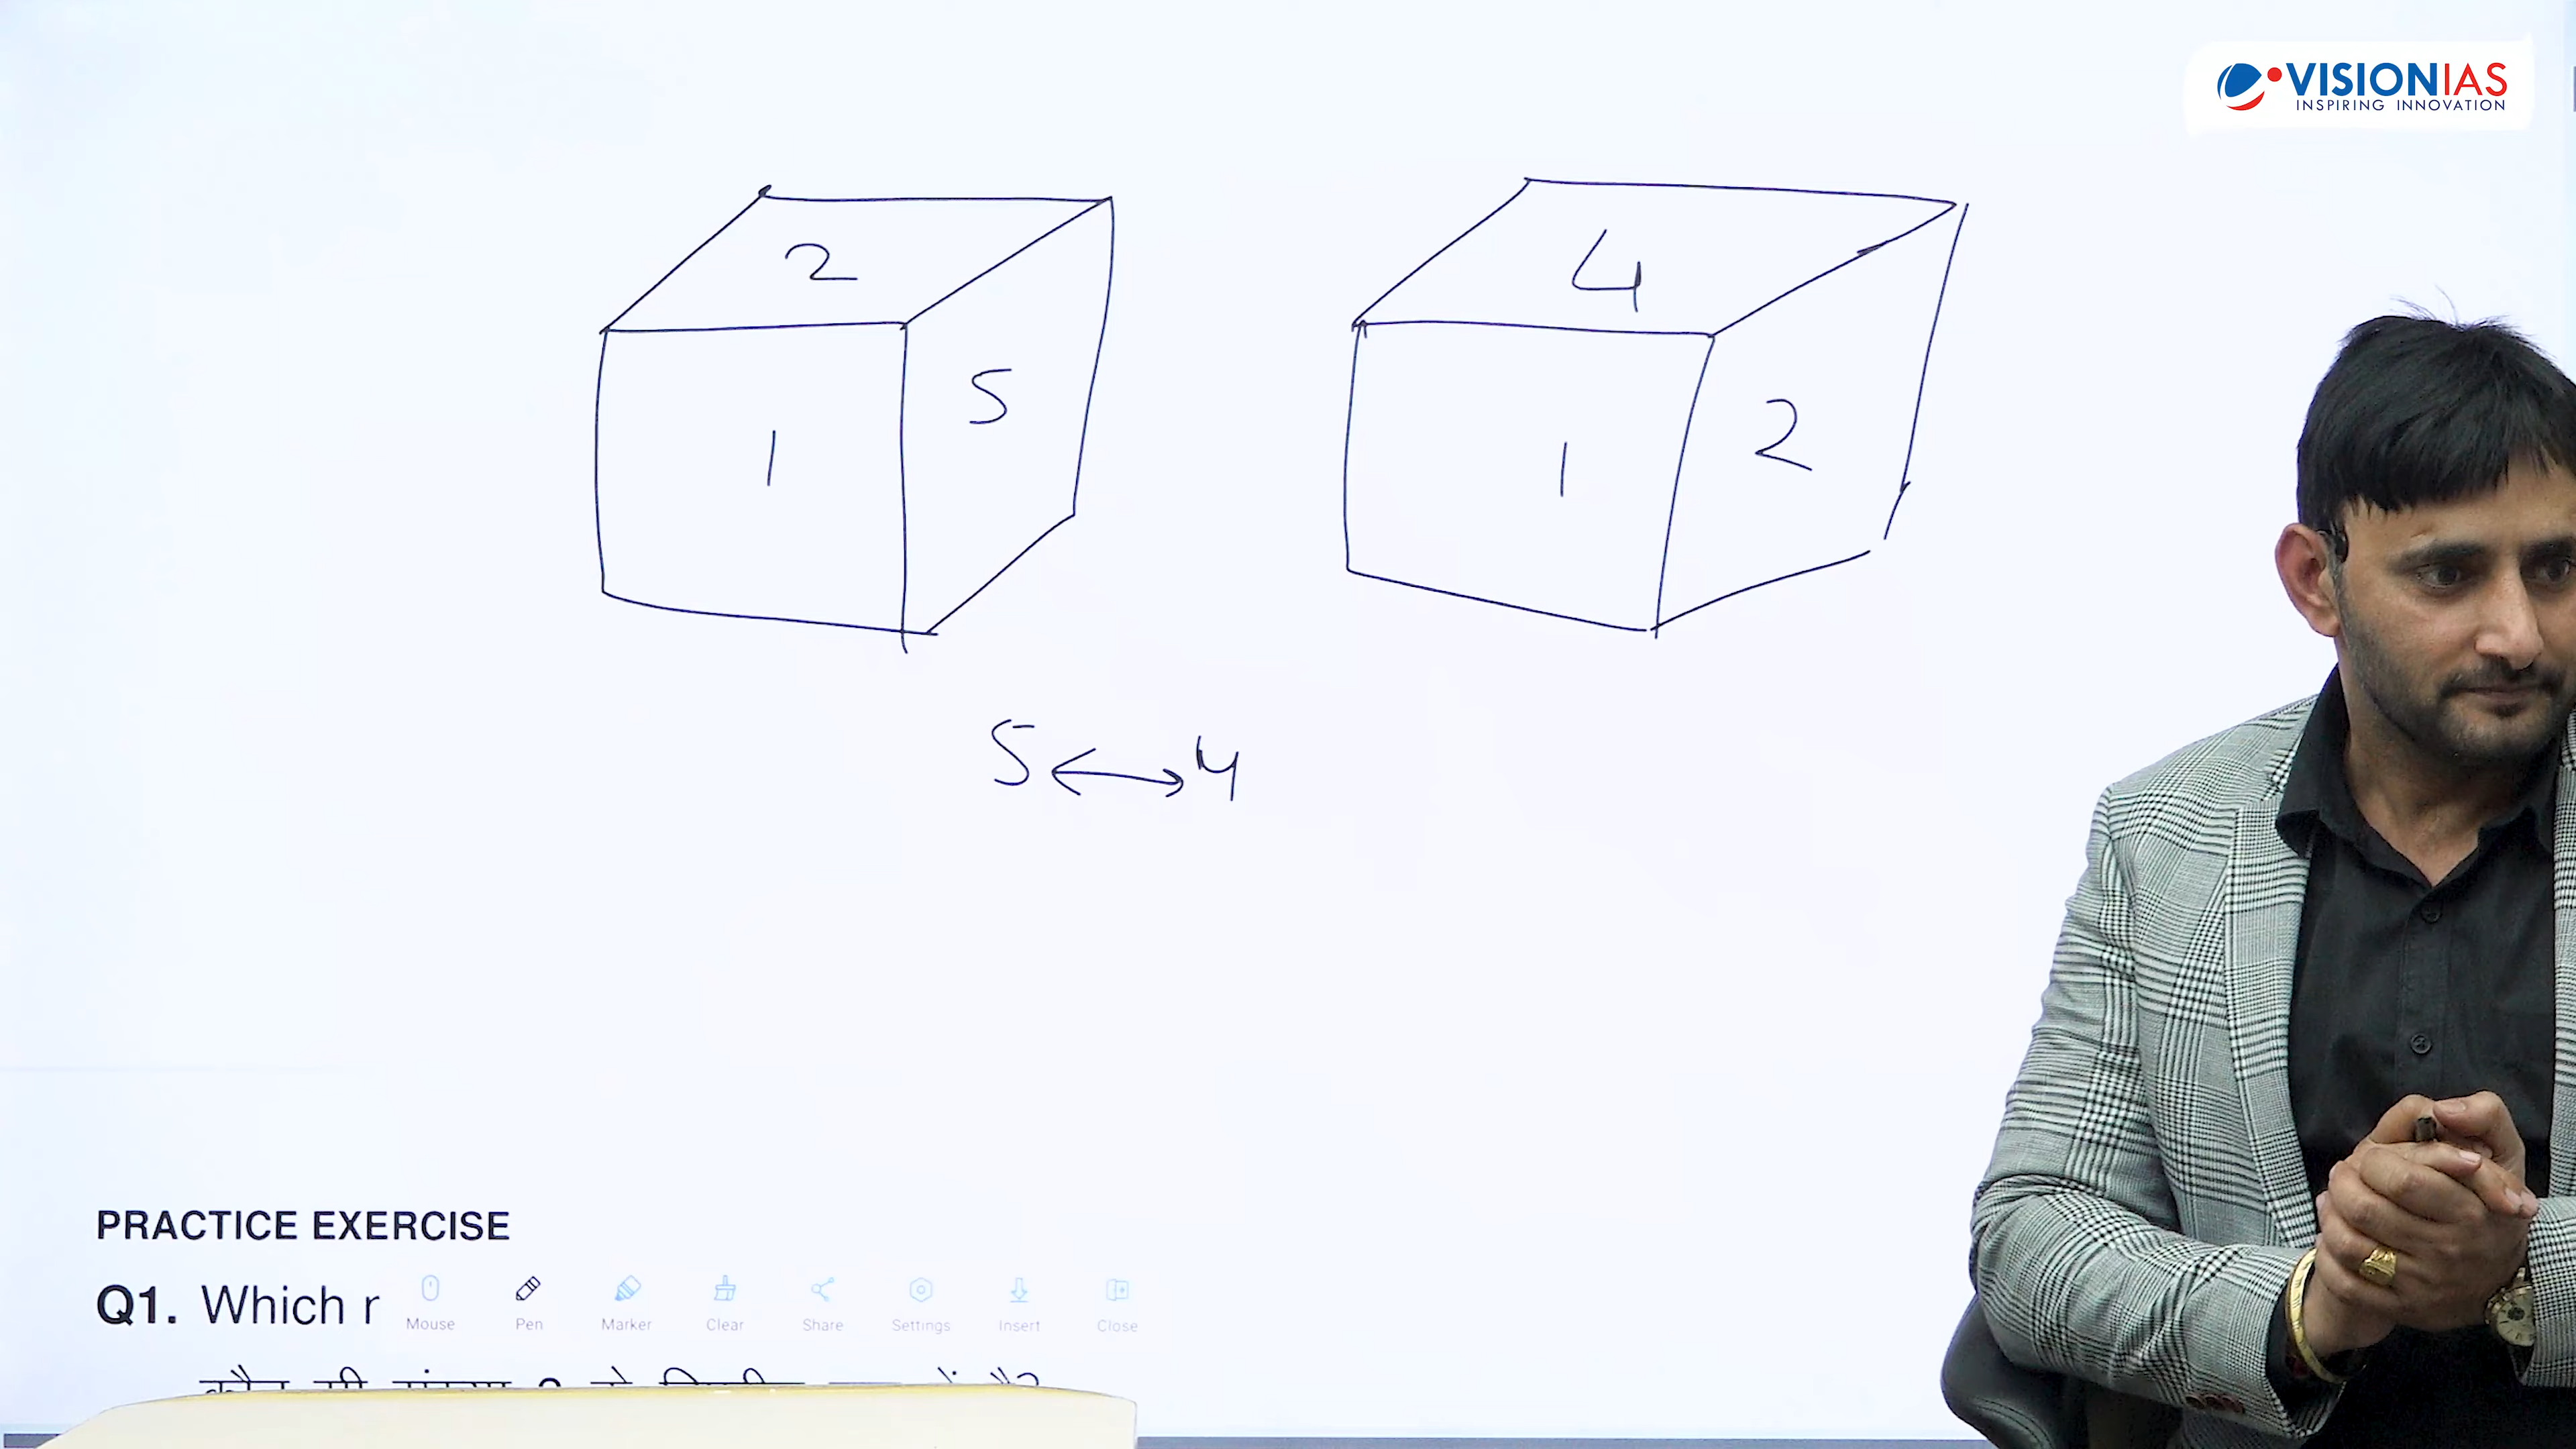 VISIONIAS
INSPIRING INNOVATION
2
5
1
4
2
1
5 ↔ 4
PRACTICE EXERCISE
Q1. Which r
Mouse Pen Marker Clear Share Settings Insert Close